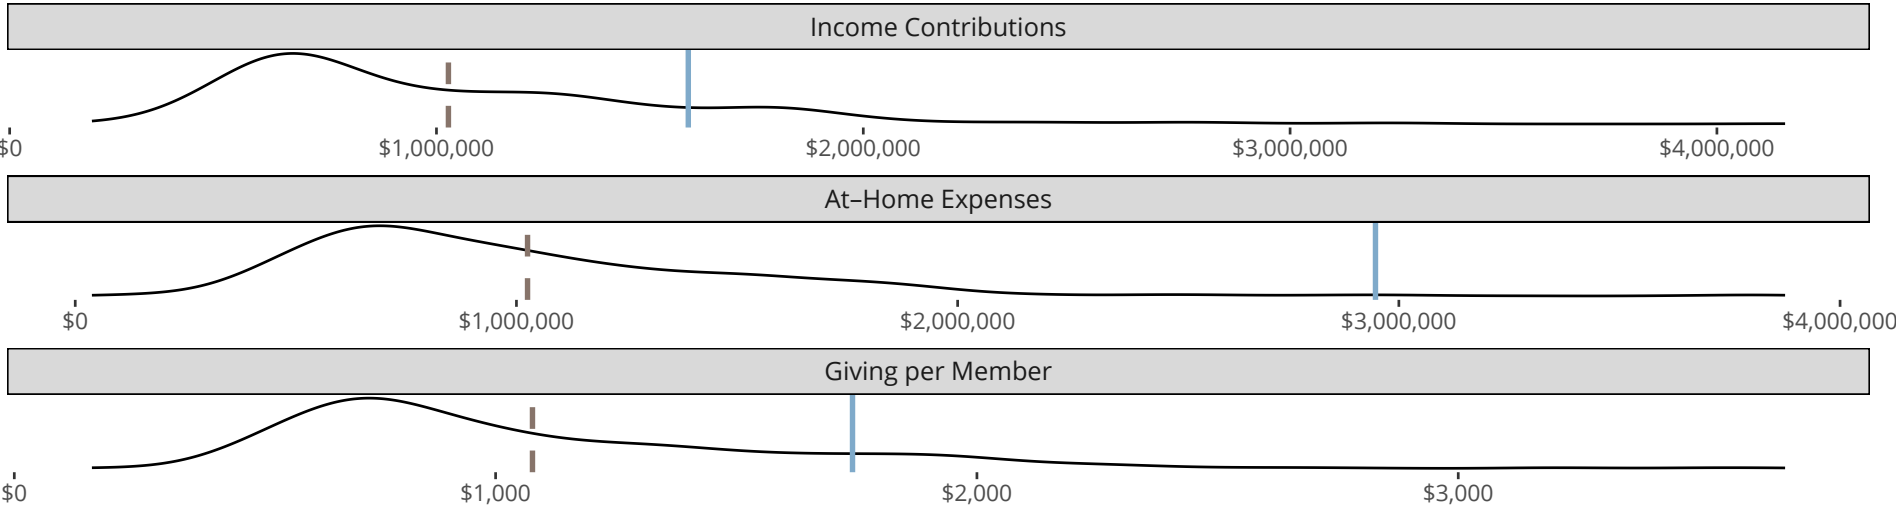 Income Contributions
$0 $1,000,000 $2,000,000 $3,000,000 $4,000,000
At–Home Expenses
$0 $1,000,000 $2,000,000 $3,000,000 $4,000,000
Giving per Member
$0 $1,000 $2,000 $3,000